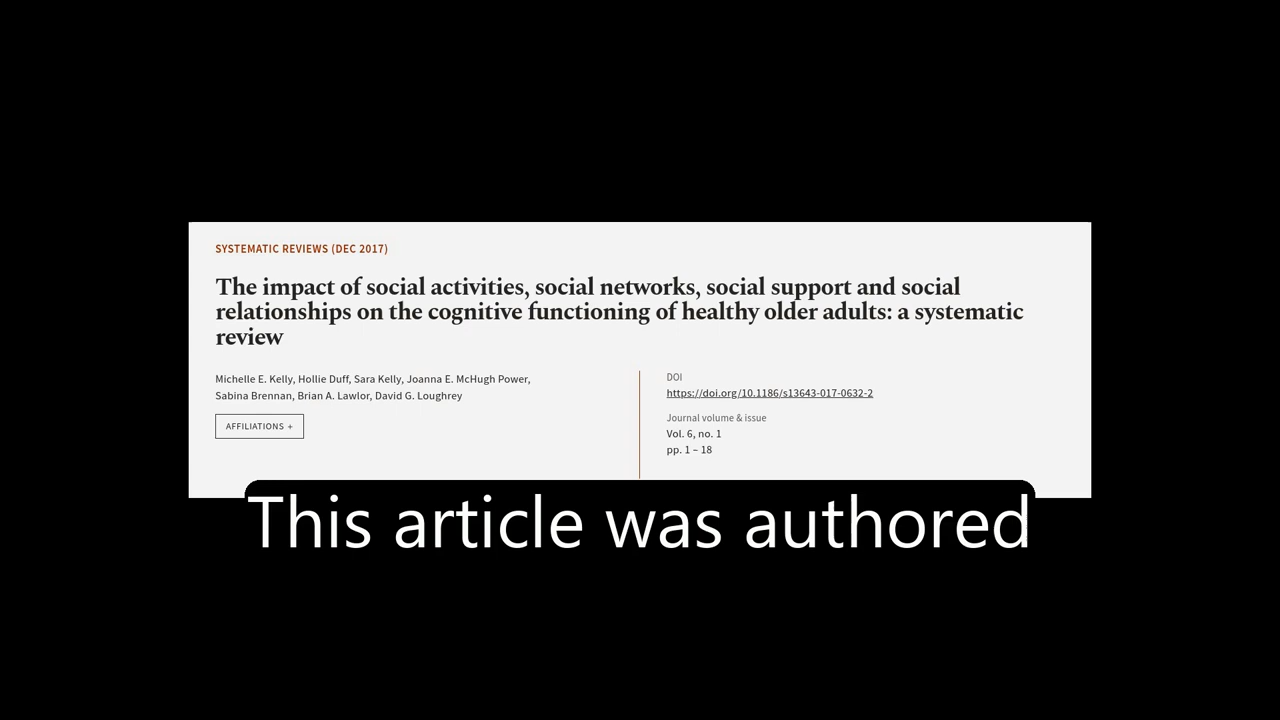 SYSTEMATIC REVIEWS (DEC 2017)
The impact of social activities, social networks, social support and social
relationships on the cognitive functioning of healthy older adults: a systematic
review
Michelle E. Kelly, Hollie Duff, Sara Kelly, Joanna E. McHugh Power,
Sabina Brennan, Brian A. Lawlor, David G. Loughrey
AFFILIATIONS +
DOI
https://doi.org/10.1186/s13643-017-0632-2
Journal volume & issue
Vol. 6, no. 1
pp. 1 – 18
This article was authored